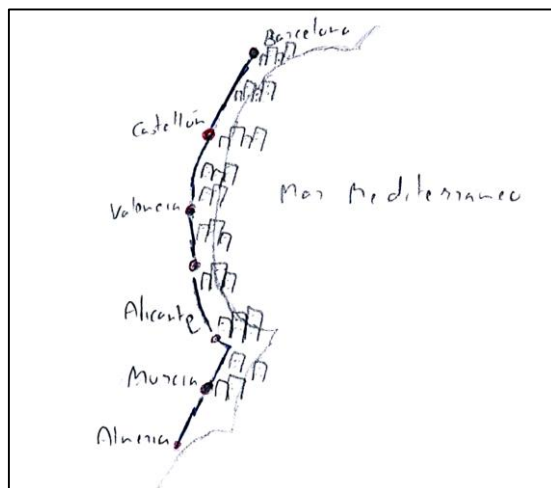 Barcelona
Castellón
Valencia
Mar Mediterraneo
Alicante
Murcia
Almeria